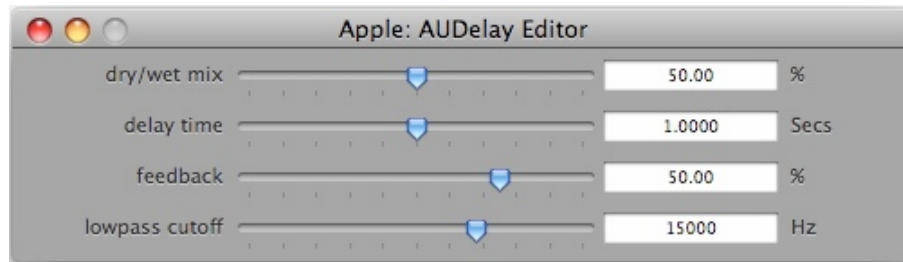 Apple: AUDelay Editor
dry/wet mix 50.00 %
delay time 1.0000 Secs
feedback 50.00 %
lowpass cutoff 15000 Hz